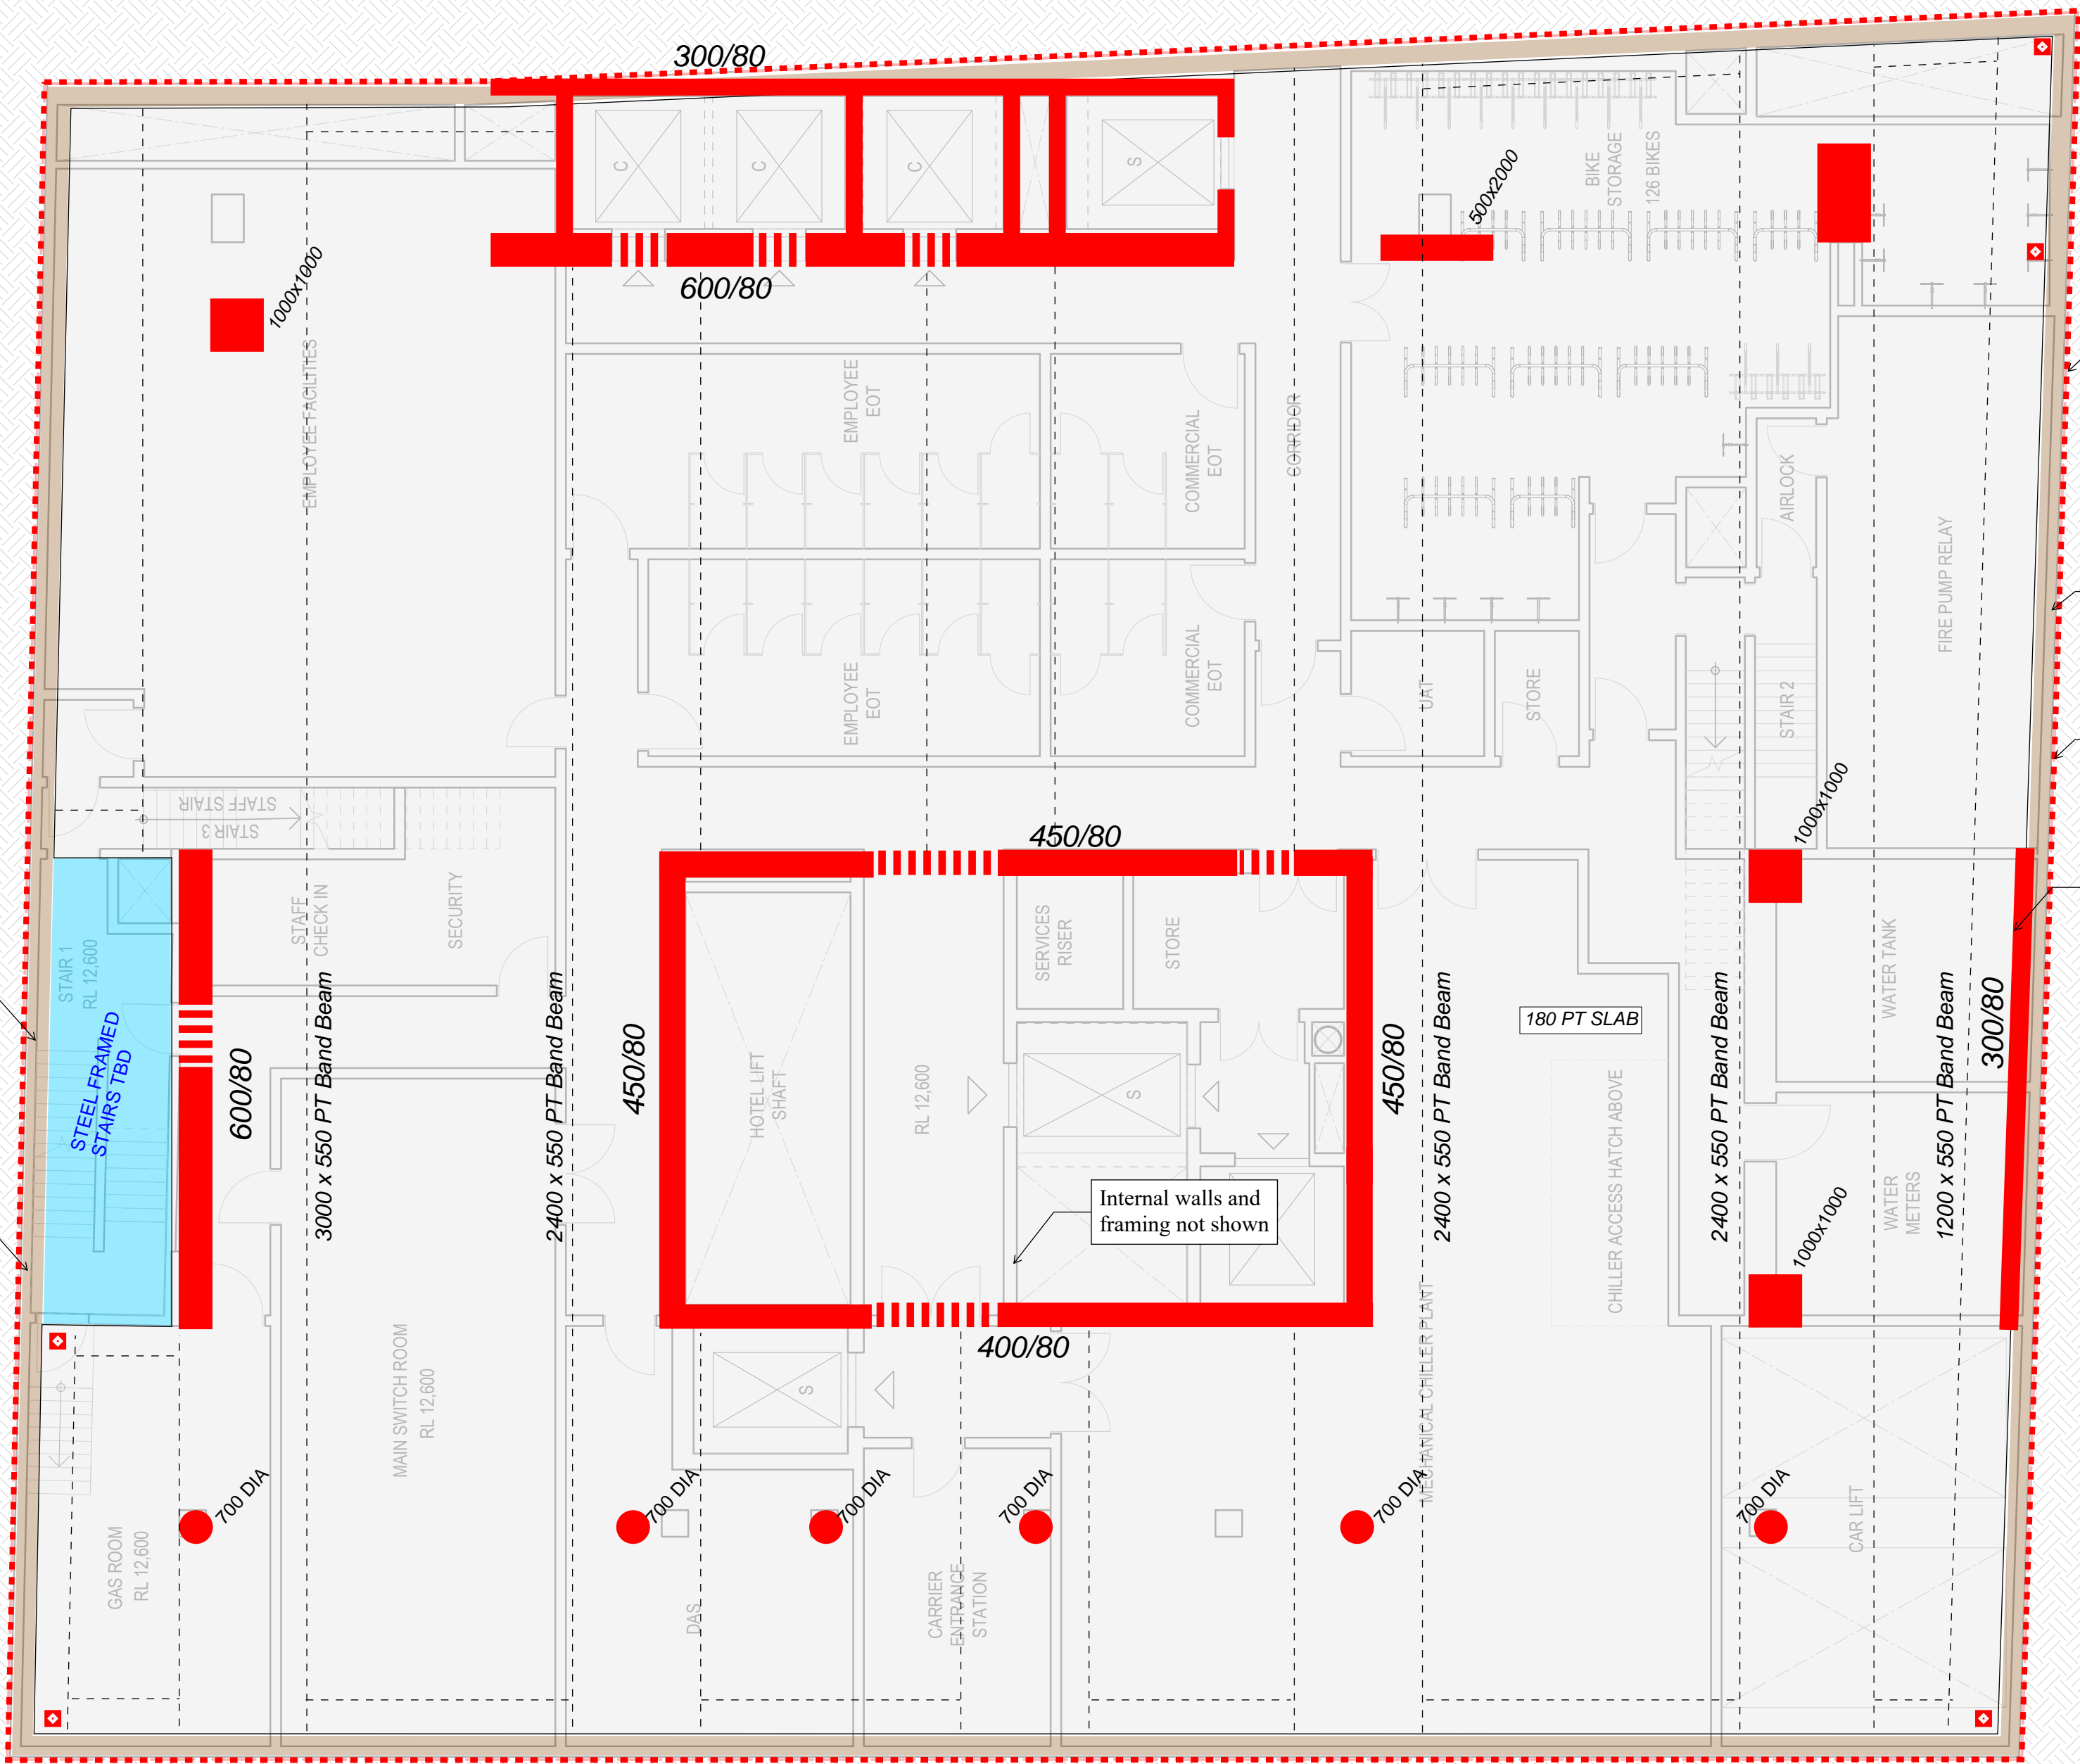 300/80
C
C
C
S
600/80
1000x1000
500x2000
BIKE
STORAGE
126 BIKES
EMPLOYEE FACILITIES
EMPLOYEE
EOT
COMMERCIAL
EOT
CORRIDOR
AIRLOCK
FIRE PUMP RELAY
EMPLOYEE
EOT
COMMERCIAL
EOT
UAT
STORE
STAIR 2
1000x1000
STAFF STAIR
STAIR 3
450/80
STAIR 1
RL 12,600
STAFF
CHECK IN
SECURITY
SERVICES
RISER
STORE
WATER TANK
STEEL FRAMED
STAIRS TBD
600/80
3000 x 550 PT Band Beam
2400 x 550 PT Band Beam
450/80
HOTEL LIFT
SHAFT
RL 12,600
S
450/80
2400 x 550 PT Band Beam
180 PT SLAB
CHILLER ACCESS HATCH ABOVE
2400 x 550 PT Band Beam
1200 x 550 PT Band Beam
300/80
Internal walls and
framing not shown
WATER
METERS
1000x1000
400/80
MAIN SWITCH ROOM
RL 12,600
S
MECHANICAL CHILLER PLANT
700 DIA
700 DIA
700 DIA
700 DIA
700 DIA
700 DIA
CAR LIFT
GAS ROOM
RL 12,600
DAS
CARRIER
ENTRANCE
STATION